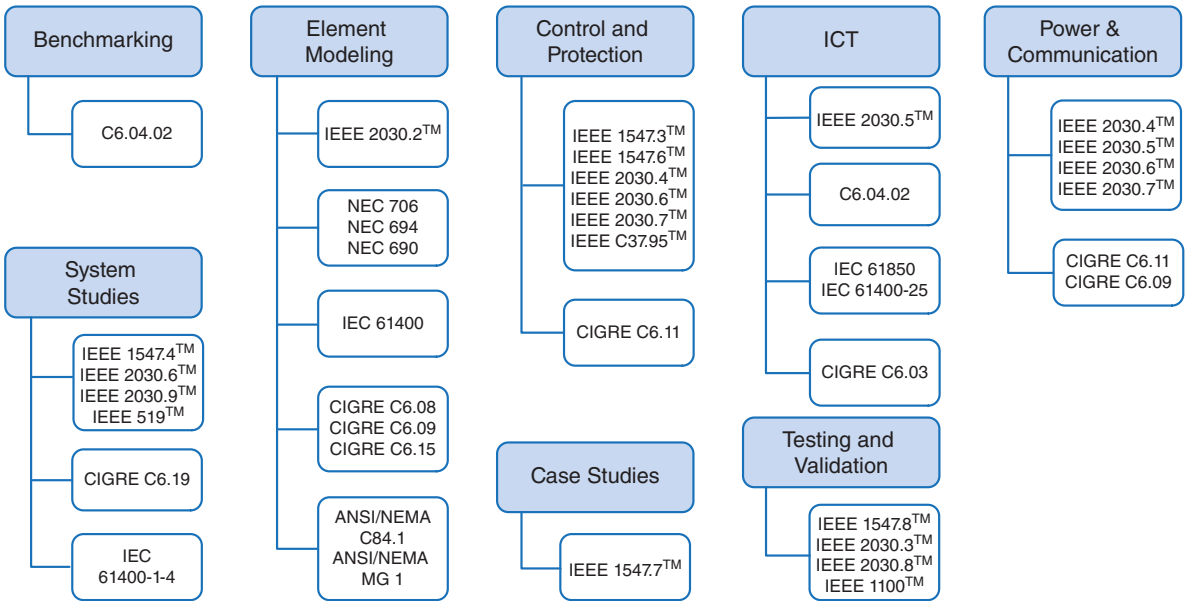 Benchmarking
C6.04.02
System
Studies
IEEE 1547.4™
IEEE 2030.6™
IEEE 2030.9™
IEEE 519™
CIGRE C6.19
IEC
61400-1-4
Element
Modeling
IEEE 2030.2™
NEC 706
NEC 694
NEC 690
IEC 61400
CIGRE C6.08
CIGRE C6.09
CIGRE C6.15
ANSI/NEMA
C84.1
ANSI/NEMA
MG 1
Control and
Protection
IEEE 1547.3™
IEEE 1547.6™
IEEE 2030.4™
IEEE 2030.6™
IEEE 2030.7™
IEEE C37.95™
CIGRE C6.11
Case Studies
IEEE 1547.7™
ICT
IEEE 2030.5™
C6.04.02
IEC 61850
IEC 61400-25
CIGRE C6.03
Testing and
Validation
IEEE 1547.8™
IEEE 2030.3™
IEEE 2030.8™
IEEE 1100™
Power &
Communication
IEEE 2030.4™
IEEE 2030.5™
IEEE 2030.6™
IEEE 2030.7™
CIGRE C6.11
CIGRE C6.09